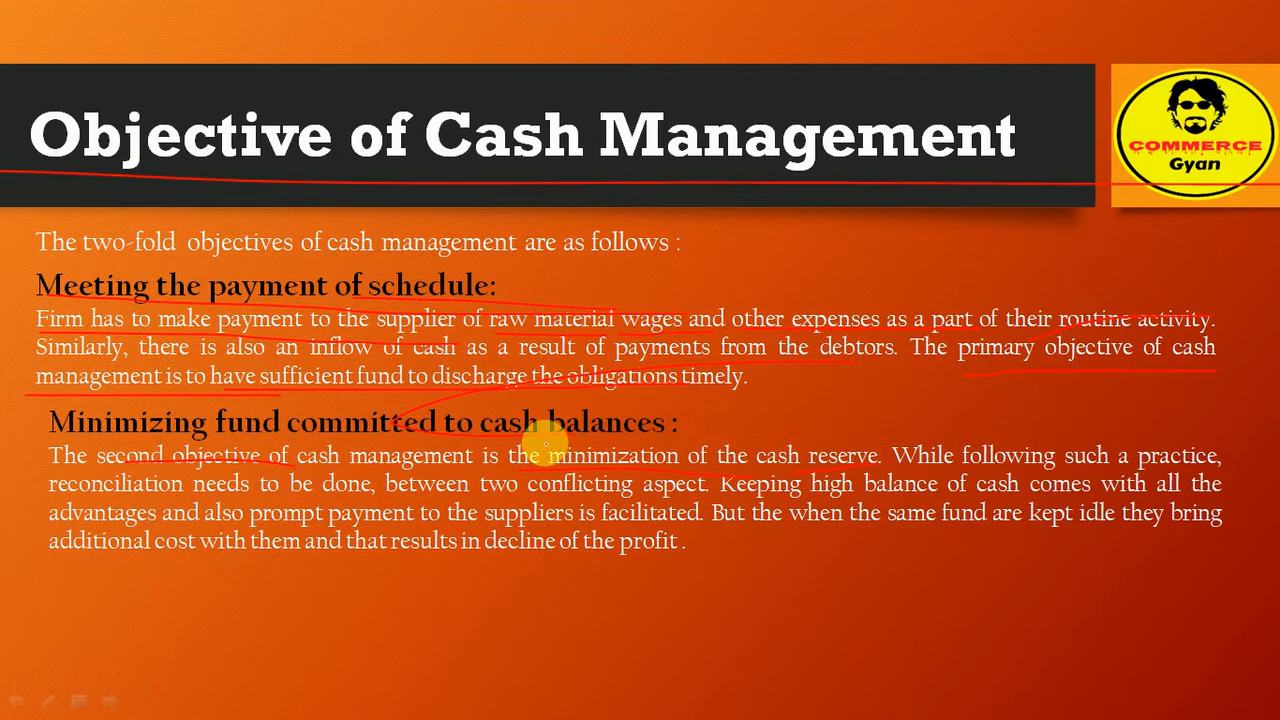 Objective of Cash Management
COMMERCE
Gyan
The two-fold objectives of cash management are as follows :
Meeting the payment of schedule:
Firm has to make payment to the supplier of raw material wages and other expenses as a part of their routine activity.
Similarly, there is also an inflow of cash as a result of payments from the debtors. The primary objective of cash
management is to have sufficient fund to discharge the obligations timely.
Minimizing fund committed to cash balances :
The second objective of cash management is the minimization of the cash reserve. While following such a practice,
reconciliation needs to be done, between two conflicting aspect. Keeping high balance of cash comes with all the
advantages and also prompt payment to the suppliers is facilitated. But the when the same fund are kept idle they bring
additional cost with them and that results in decline of the profit .